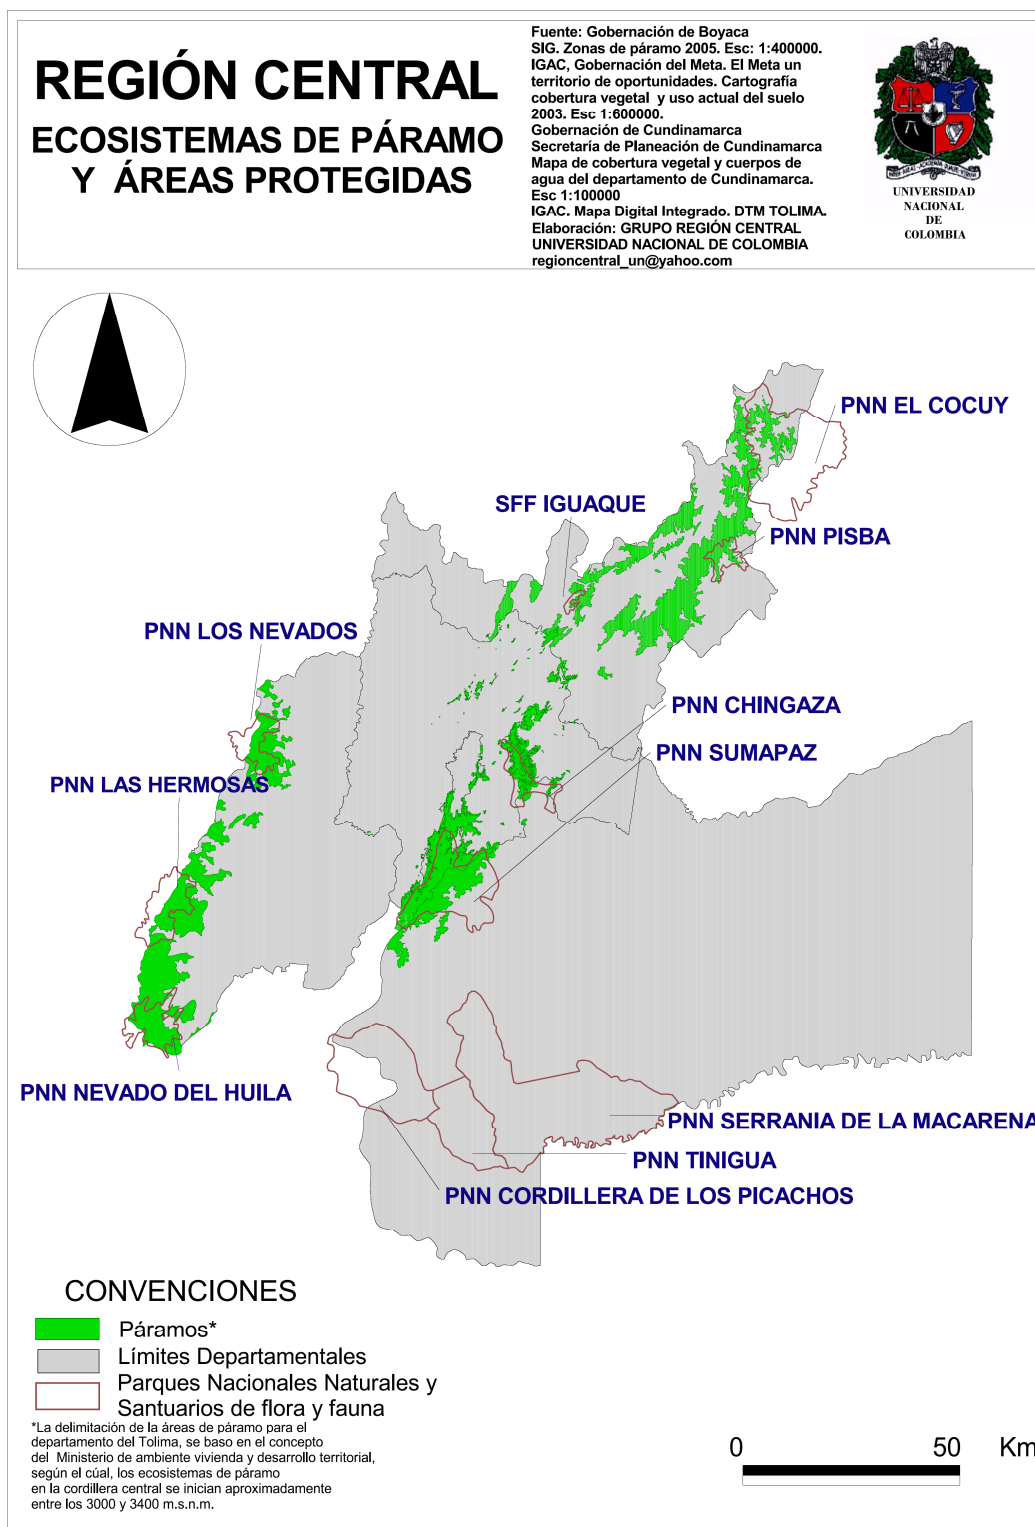 REGIÓN CENTRAL
ECOSISTEMAS DE PÁRAMO
Y ÁREAS PROTEGIDAS
Fuente: Gobernación de Boyaca
SIG. Zonas de páramo 2005. Esc: 1:400000.
IGAC, Gobernación del Meta. El Meta un
territorio de oportunidades. Cartografía
cobertura vegetal y uso actual del suelo
2003. Esc 1:600000.
Gobernación de Cundinamarca
Secretaría de Planeación de Cundinamarca
Mapa de cobertura vegetal y cuerpos de
agua del departamento de Cundinamarca.
Esc 1:100000
IGAC. Mapa Digital Integrado. DTM TOLIMA.
Elaboración: GRUPO REGIÓN CENTRAL
UNIVERSIDAD NACIONAL DE COLOMBIA
regioncentral_un@yahoo.com
UNIVERSIDAD
NACIONAL
DE
COLOMBIA
PNN EL COCUY
SFF IGUAQUE
PNN PISBA
PNN LOS NEVADOS
PNN CHINGAZA
PNN SUMAPAZ
PNN LAS HERMOSAS
PNN NEVADO DEL HUILA
PNN SERRANIA DE LA MACARENA
PNN TINIGUA
PNN CORDILLERA DE LOS PICACHOS
CONVENCIONES
Páramos*
Límites Departamentales
Parques Nacionales Naturales y
Santuarios de flora y fauna
*La delimitación de la áreas de páramo para el
departamento del Tolima, se baso en el concepto
del Ministerio de ambiente vivienda y desarrollo territorial,
según el cúal, los ecosistemas de páramo
en la cordillera central se inician aproximadamente
entre los 3000 y 3400 m.s.n.m.
0 50 Km